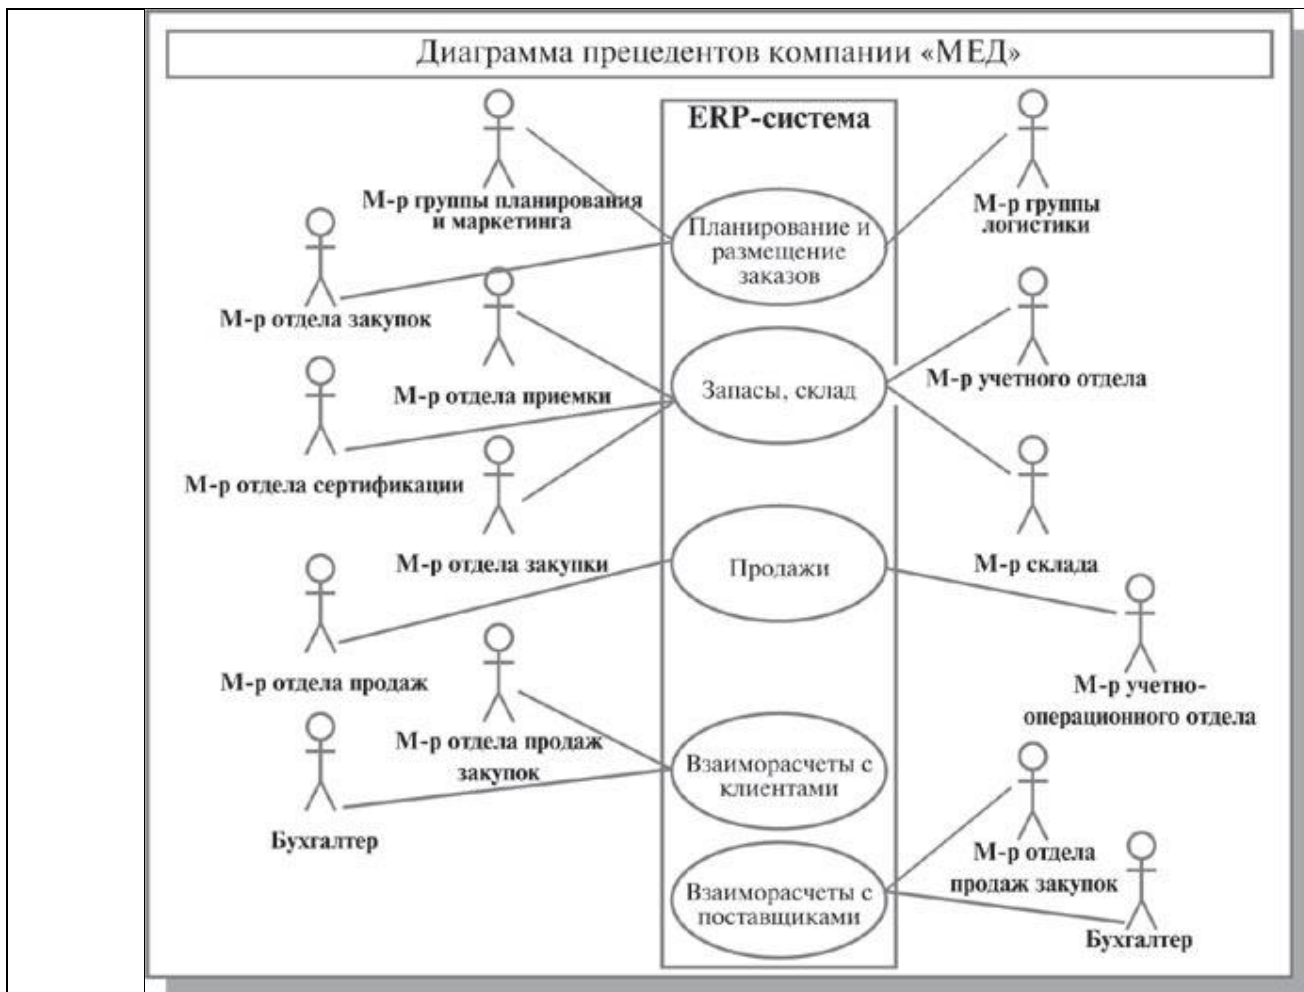 Диаграмма прецедентов компании «МЕД»
ERP-система
М-р группы планирования
и маркетинга
М-р группы
логистики
Планирование и
размещение
заказов
М-р отдела закупок
М-р отдела приемки
Запасы, склад
М-р учетного отдела
М-р отдела сертификации
М-р отдела закупки
Продажи
М-р склада
М-р отдела продаж
М-р учетно-
операционного отдела
М-р отдела продаж
закупок
Взаиморасчеты с
клиентами
Бухгалтер
М-р отдела
продаж закупок
Взаиморасчеты с
поставщиками
Бухгалтер